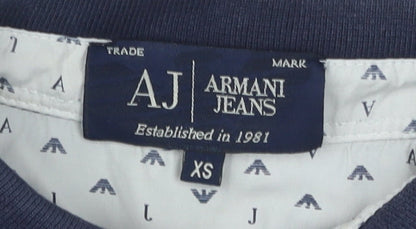 TRADE MARK
AJ ARMANI
JEANS
Established in 1981
XS
A
A
A
A
J
J
J